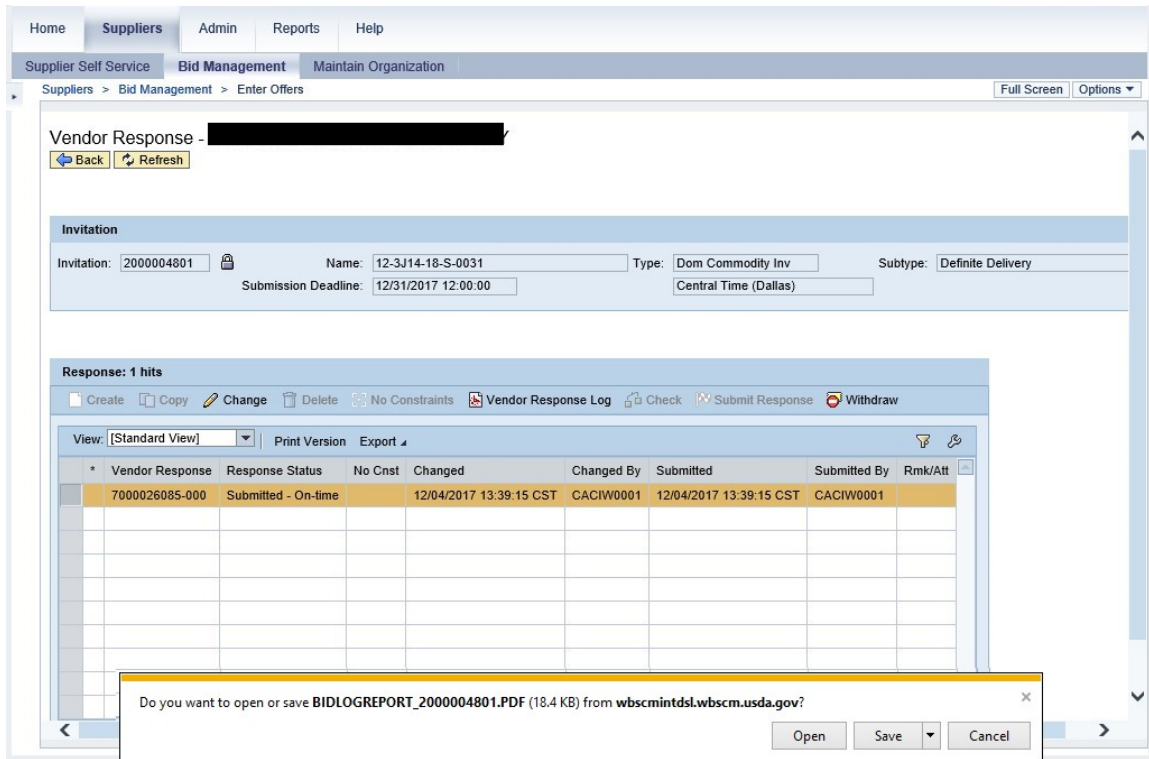 Home Suppliers Admin Reports Help
Supplier Self Service Bid Management Maintain Organization
Suppliers > Bid Management > Enter Offers Full Screen Options
Vendor Response -
Back Refresh
Invitation
Invitation: 2000004801 Name: 12-3J14-18-S-0031 Type: Dom Commodity Inv Subtype: Definite Delivery
Submission Deadline: 12/31/2017 12:00:00 Central Time (Dallas)
Response: 1 hits
Create Copy Change Delete No Constraints Vendor Response Log Check Submit Response Withdraw
View: [Standard View] Print Version Export
* Vendor Response Response Status No Cnst Changed Changed By Submitted Submitted By Rmk/Att
7000026085-000 Submitted - On-time 12/04/2017 13:39:15 CST CACIW0001 12/04/2017 13:39:15 CST CACIW0001
Do you want to open or save BIDLOGREPORT_2000004801.PDF (18.4 KB) from wbscmintdsl.wbscm.usda.gov?
Open Save Cancel